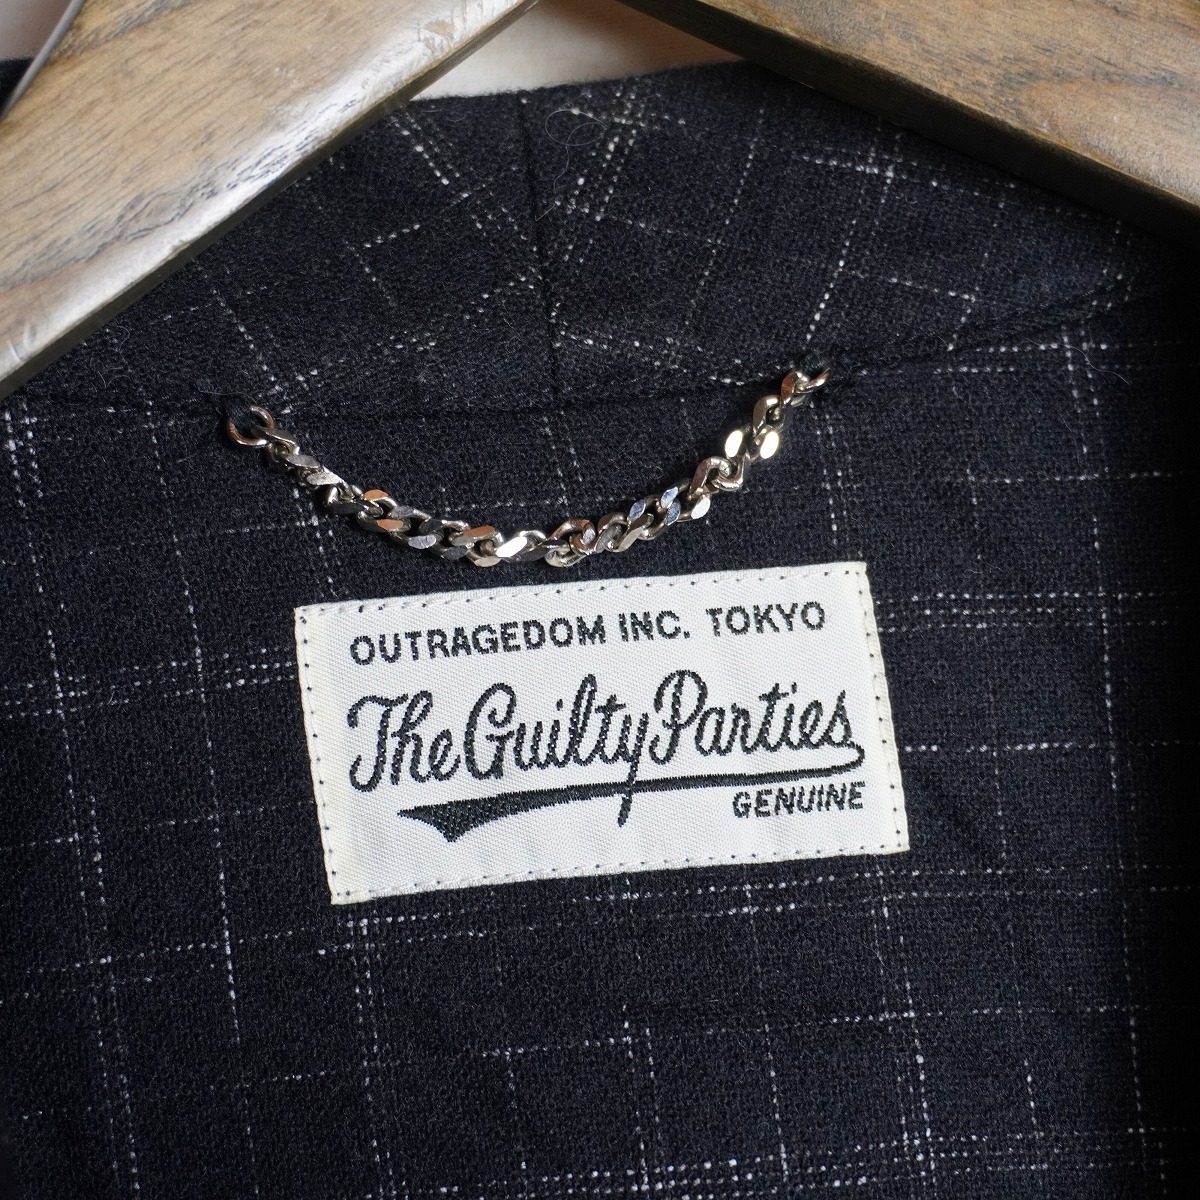 OUTRAGEDOM INC. TOKYO
The Guilty Parties
GENUINE